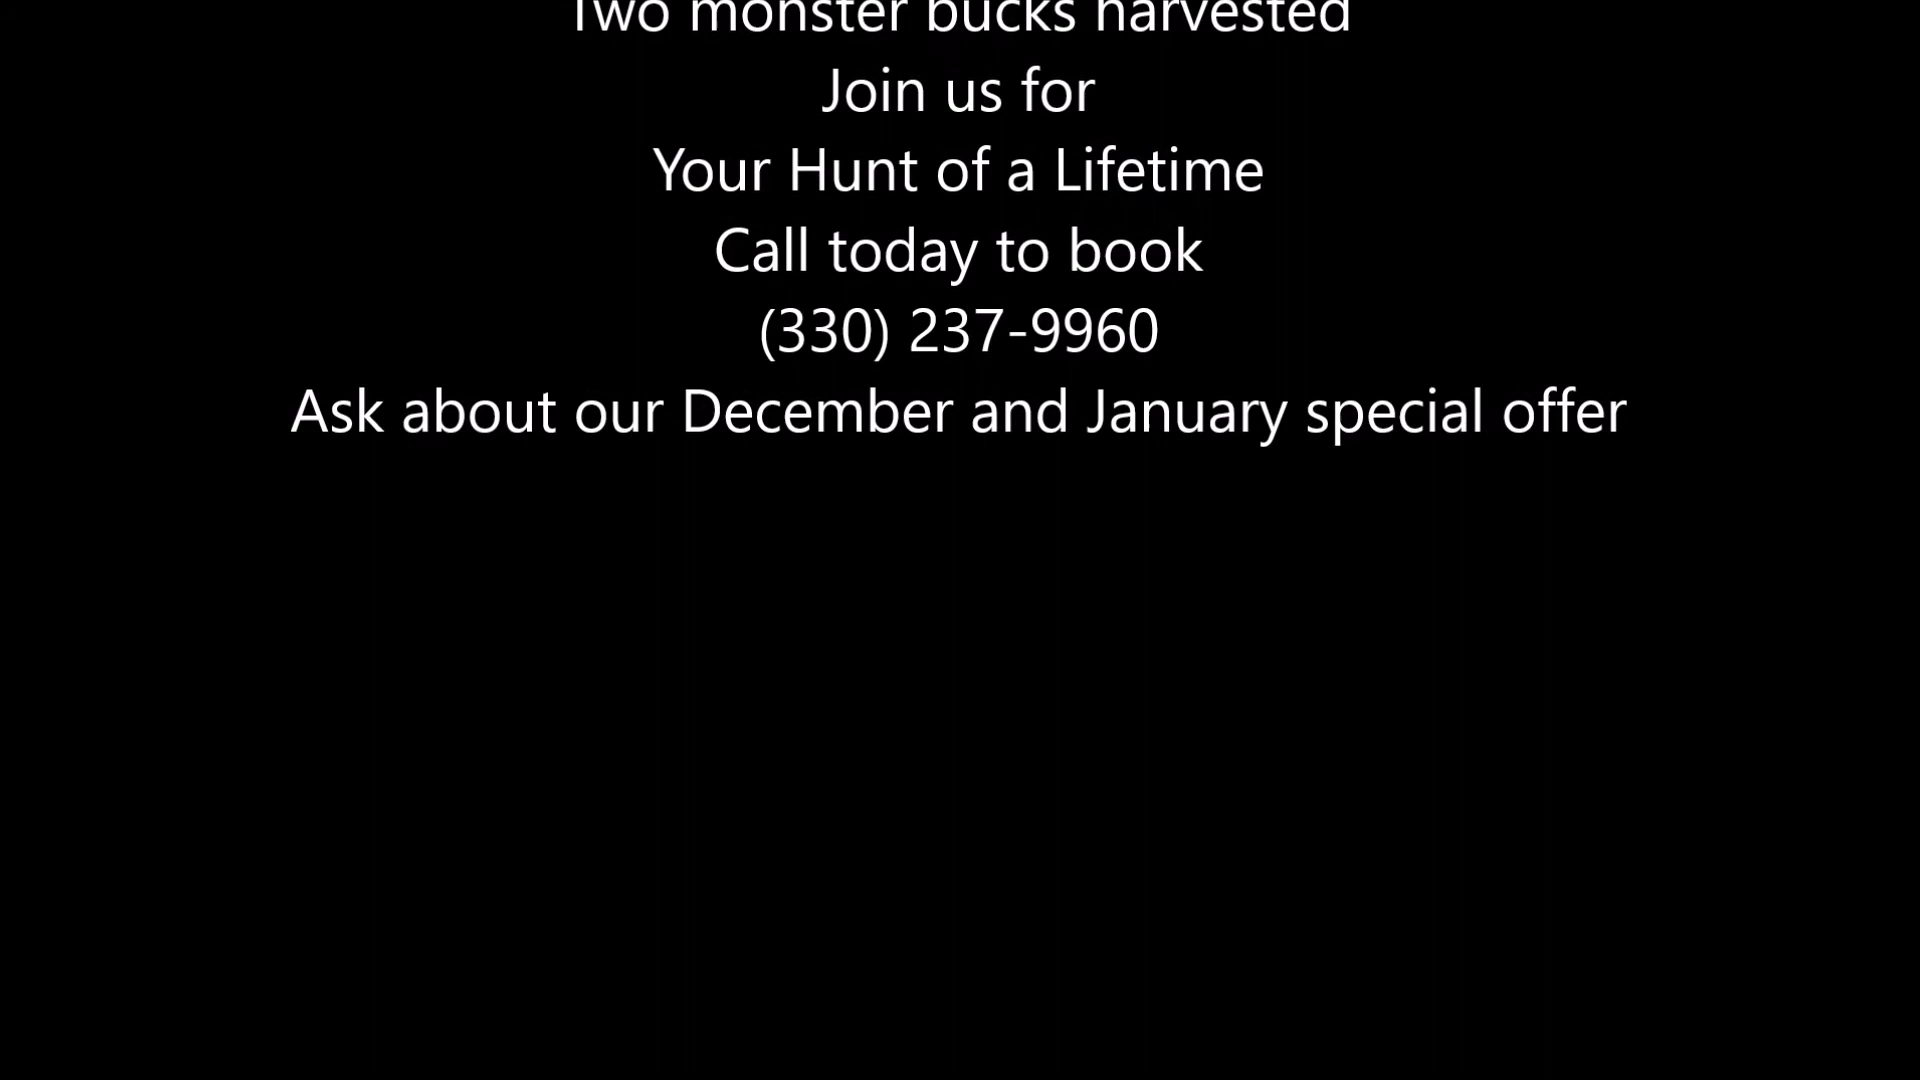 Two monster bucks harvested
Join us for
Your Hunt of a Lifetime
Call today to book
(330) 237-9960
Ask about our December and January special offer